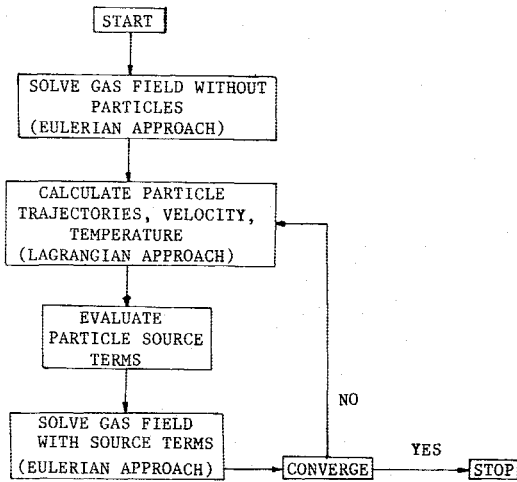 START
SOLVE GAS FIELD WITHOUT
PARTICLES
(EULERIAN APPROACH)
CALCULATE PARTICLE
TRAJECTORIES, VELOCITY,
TEMPERATURE
(LAGRANGIAN APPROACH)
EVALUATE
PARTICLE SOURCE
TERMS
NO
SOLVE GAS FIELD
WITH SOURCE TERMS
(EULERIAN APPROACH)
CONVERGE
YES
STOP